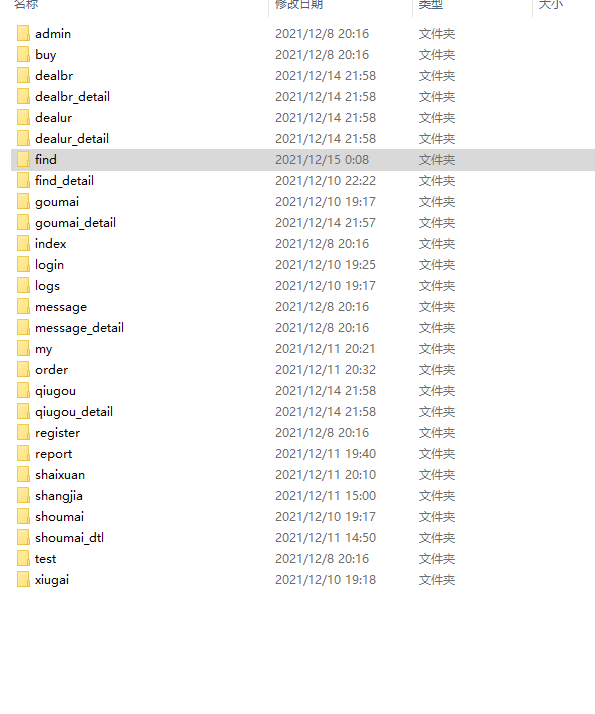 名称 修改日期 类型 大小
admin 2021/12/8 20:16 文件夹
buy 2021/12/8 20:16 文件夹
dealbr 2021/12/14 21:58 文件夹
dealbr_detail 2021/12/14 21:58 文件夹
dealur 2021/12/14 21:58 文件夹
dealur_detail 2021/12/14 21:58 文件夹
find 2021/12/15 0:08 文件夹
find_detail 2021/12/10 22:22 文件夹
goumai 2021/12/10 19:17 文件夹
goumai_detail 2021/12/14 21:57 文件夹
index 2021/12/8 20:16 文件夹
login 2021/12/10 19:25 文件夹
logs 2021/12/10 19:17 文件夹
message 2021/12/8 20:16 文件夹
message_detail 2021/12/8 20:16 文件夹
my 2021/12/11 20:21 文件夹
order 2021/12/11 20:32 文件夹
qiugou 2021/12/14 21:58 文件夹
qiugou_detail 2021/12/14 21:58 文件夹
register 2021/12/8 20:16 文件夹
report 2021/12/11 19:40 文件夹
shaixuan 2021/12/11 20:10 文件夹
shangjia 2021/12/11 15:00 文件夹
shoumai 2021/12/10 19:17 文件夹
shoumai_dtl 2021/12/11 14:50 文件夹
test 2021/12/8 20:16 文件夹
xiugai 2021/12/10 19:18 文件夹